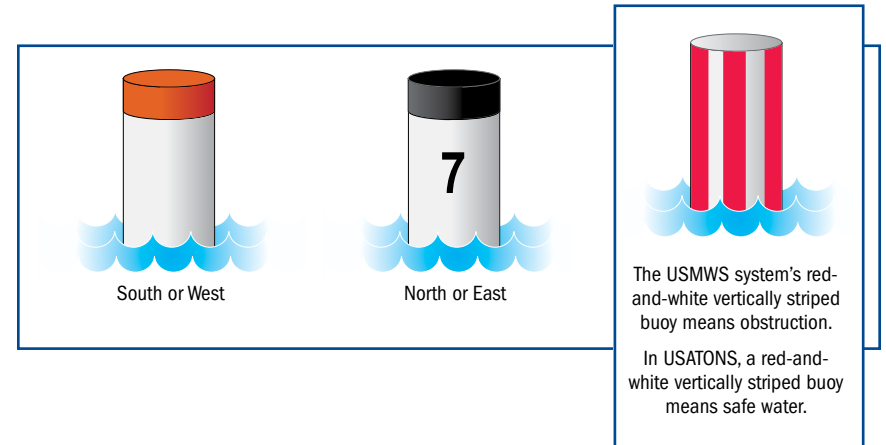 7
South or West
North or East
The USMWS system’s red-
and-white vertically striped
buoy means obstruction.
In USATONS, a red-and-
white vertically striped buoy
means safe water.